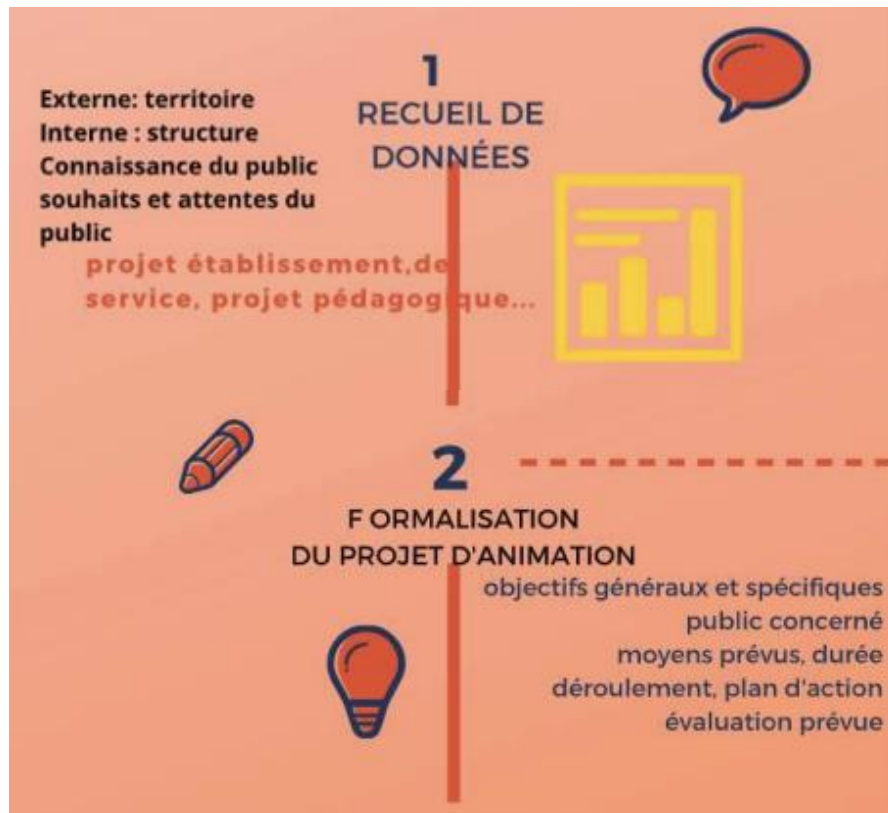 1
RECUEIL DE
DONNÉES
Externe: territoire
Interne : structure
Connaissance du public
souhaits et attentes du
public
projet établissement,de
service, projet pédagogique...
2
F ORMALISATION
DU PROJET D'ANIMATION
objectifs généraux et spécifiques
public concerné
moyens prévus, durée
déroulement, plan d'action
évaluation prévue